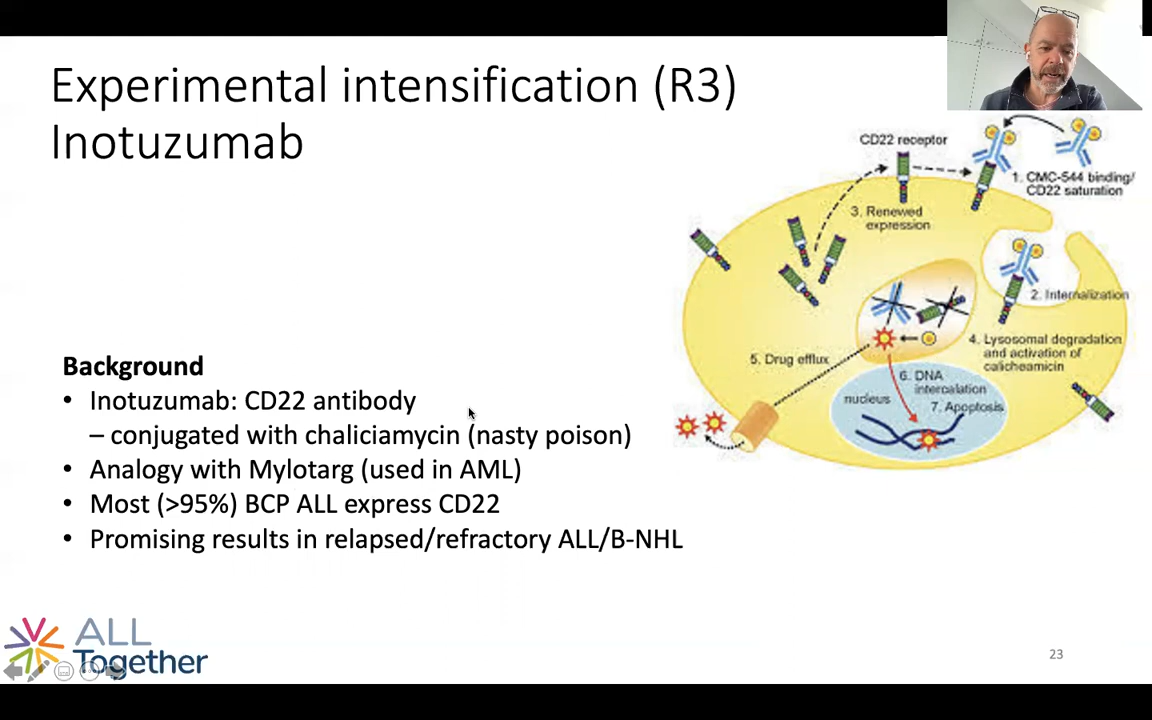 Experimental intensification (R3)
Inotuzumab
Background
• Inotuzumab: CD22 antibody
– conjugated with chaliciamycin (nasty poison)
• Analogy with Mylotarg (used in AML)
• Most (>95%) BCP ALL express CD22
• Promising results in relapsed/refractory ALL/B-NHL
CD22 receptor
1. CMC-544 binding/
CD22 saturation
3. Renewed
expression
2. Internalization
4. Lysosomal degradation
and activation of
calicheamicin
5. Drug efflux
6. DNA
intercalation
nucleus
7. Apoptosis
ALL
Together
23